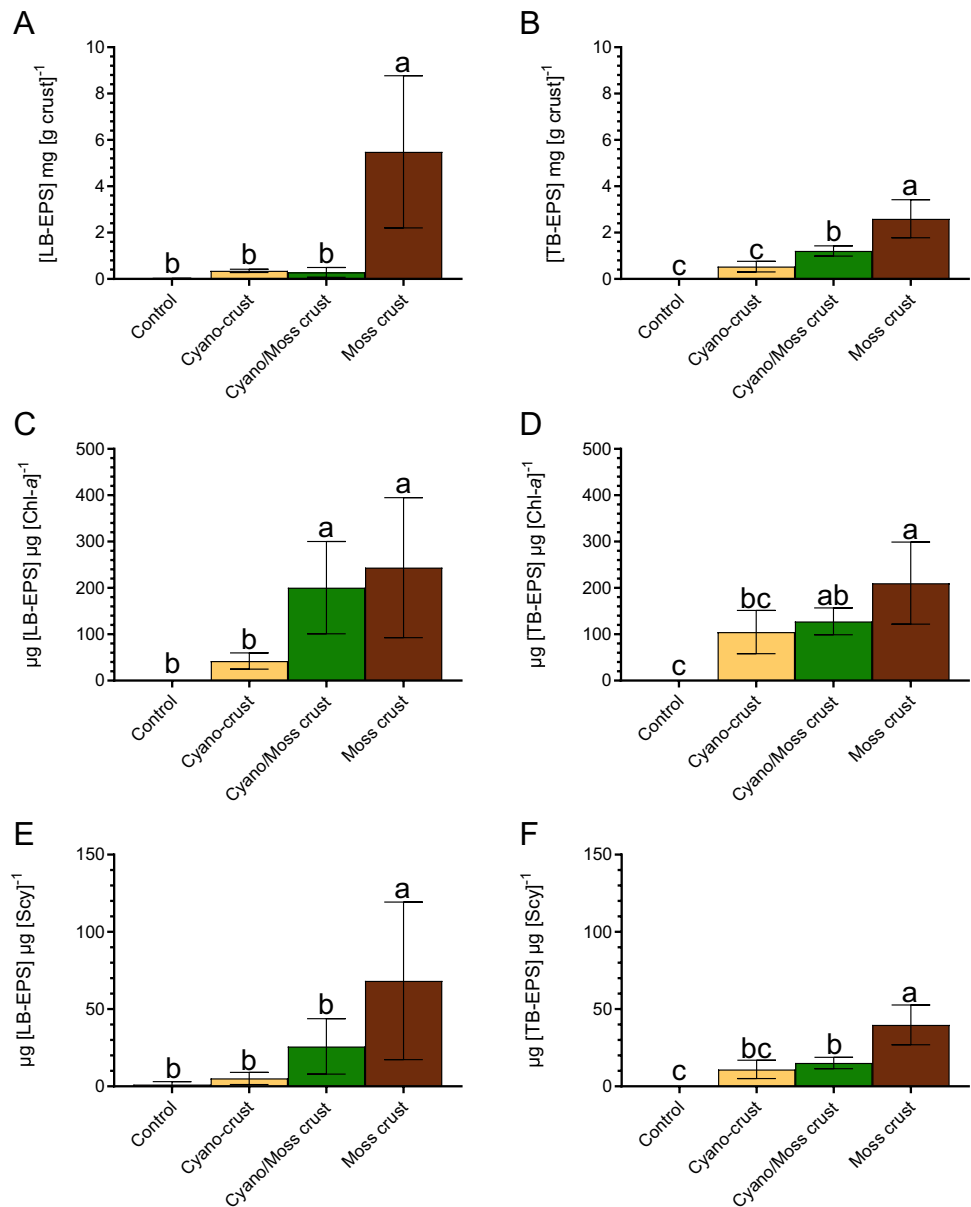 A
[LB-EPS] mg [g crust]⁻¹
10
8
6
4
2
0
b
b
b
a
Control
Cyano-crust
Cyano/Moss crust
Moss crust
B
[TB-EPS] mg [g crust]⁻¹
10
8
6
4
2
0
c
c
b
a
Control
Cyano-crust
Cyano/Moss crust
Moss crust
C
µg [LB-EPS] µg [Chl-a]⁻¹
500
400
300
200
100
0
b
b
a
a
Control
Cyano-crust
Cyano/Moss crust
Moss crust
D
µg [TB-EPS] µg [Chl-a]⁻¹
500
400
300
200
100
0
c
bc
ab
a
Control
Cyano-crust
Cyano/Moss crust
Moss crust
E
µg [LB-EPS] µg [Scy]⁻¹
150
100
50
0
b
b
b
a
Control
Cyano-crust
Cyano/Moss crust
Moss crust
F
µg [TB-EPS] µg [Scy]⁻¹
150
100
50
0
c
bc
b
a
Control
Cyano-crust
Cyano/Moss crust
Moss crust